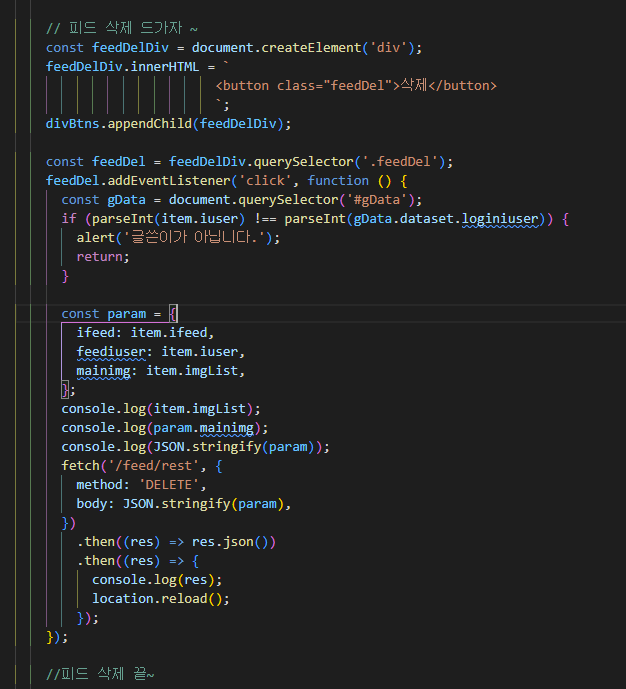 // 피드 삭제 드가자 ~
const feedDelDiv = document.createElement('div');
feedDelDiv.innerHTML = `
<button class="feedDel">삭제</button>
`;
divBtns.appendChild(feedDelDiv);
const feedDel = feedDelDiv.querySelector('.feedDel');
feedDel.addEventListener('click', function () {
const gData = document.querySelector('#gData');
if (parseInt(item.iuser) !== parseInt(gData.dataset.loginiuser)) {
alert('글쓴이가 아닙니다.');
return;
}
const param = {
ifeed: item.ifeed,
feediuser: item.iuser,
mainimg: item.imgList,
};
console.log(item.imgList);
console.log(param.mainimg);
console.log(JSON.stringify(param));
fetch('/feed/rest', {
method: 'DELETE',
body: JSON.stringify(param),
})
.then((res) => res.json())
.then((res) => {
console.log(res);
location.reload();
});
});
//피드 삭제 끝~